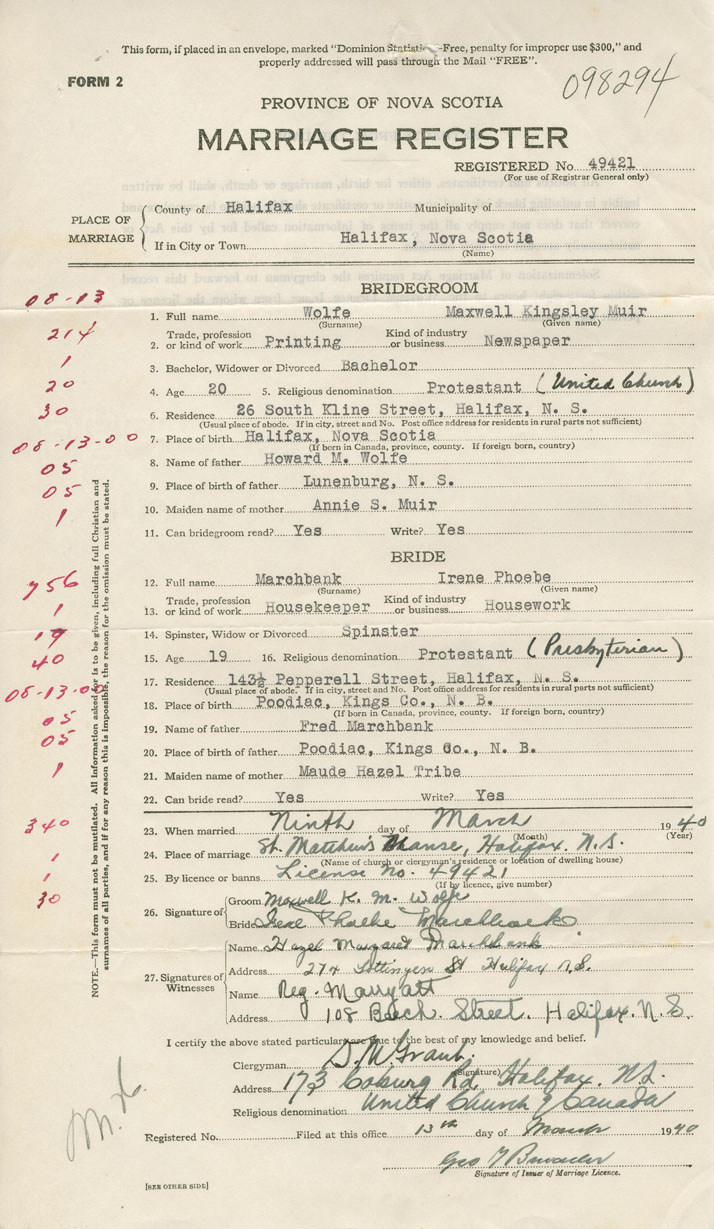 This form, if placed in an envelope, marked "Dominion Statistics—Free, penalty for improper use $300," and
properly addressed will pass through the Mail "FREE".
FORM 2
098294
PROVINCE OF NOVA SCOTIA
MARRIAGE REGISTER
REGISTERED No. 49421
(For use of Registrar General only)
PLACE OF MARRIAGE
County of Halifax Municipality of
If in City or Town Halifax, Nova Scotia
(Name)
08-13
BRIDEGROOM
1. Full name Wolfe Maxwell Kingsley Muir
(Surname) (Given name)
214
2. Trade, profession or kind of work Printing Kind of industry or business Newspaper
1
3. Bachelor, Widower or Divorced Bachelor
20
4. Age 20 5. Religious denomination Protestant (United Church)
30
6. Residence 26 South Kline Street, Halifax, N. S.
(Usual place of abode. If in city, street and No. Post office address for residents in rural parts not sufficient)
08-13-00
7. Place of birth Halifax, Nova Scotia
(If born in Canada, province, county. If foreign born, country)
05
8. Name of father Howard M. Wolfe
05
9. Place of birth of father Lunenburg, N. S.
1
10. Maiden name of mother Annie S. Muir
11. Can bridegroom read? Yes Write? Yes
BRIDE
756
12. Full name Marchbank Irene Phoebe
(Surname) (Given name)
1
13. Trade, profession or kind of work Housekeeper Kind of industry or business Housework
19
14. Spinster, Widow or Divorced Spinster
40
15. Age 19 16. Religious denomination Protestant (Presbyterian)
08-13-00
17. Residence 143½ Pepperell Street, Halifax, N. S.
(Usual place of abode. If in city, street and No. Post office address for residents in rural parts not sufficient)
05
18. Place of birth Poodiac, Kings Co., N. B.
(If born in Canada, province, county. If foreign born, country)
05
19. Name of father Fred Marchbank
20. Place of birth of father Poodiac, Kings Co., N. B.
1
21. Maiden name of mother Maude Hazel Tribe
22. Can bride read? Yes Write? Yes
340
23. When married Ninth day of March 1940
(Month) (Year)
1
24. Place of marriage St. Matthew's Manse, Halifax. N.S.
(Name of church or clergyman's residence or location of dwelling house)
1
25. By licence or banns License No. 49421
(If by licence, give number)
30
26. Signature of
Groom Maxwell K. M. Wolfe
Bride Irene Phoebe Marchbank
27. Signatures of Witnesses
Name Hazel Margaret Marchbank
Address 274 Gottingen St Halifax N.S.
Name Reg. Marryatt
Address 108 Beech Street. Halifax. N.S.
I certify the above stated particulars are true to the best of my knowledge and belief.
Clergyman D. M Grant.
(Signature)
Address 173 Coburg Rd, Halifax. N.S.
Religious denomination United Church of Canada
Registered No. Filed at this office 13th day of March 1940
Signature of Issuer of Marriage Licence.
[SEE OTHER SIDE]
NOTE.—This form must not be mutilated. All information asked for is to be given, including full Christian and
surnames of all parties, and if for any reason this is impossible, the reason for the omission must be stated.